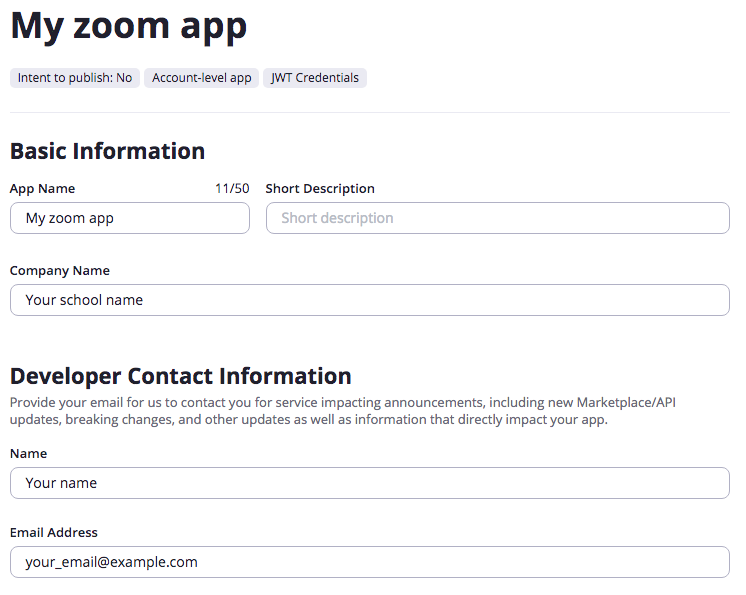 My zoom app
Intent to publish: No Account-level app JWT Credentials
Basic Information
App Name 11/50 Short Description
My zoom app Short description
Company Name
Your school name
Developer Contact Information
Provide your email for us to contact you for service impacting announcements, including new Marketplace/API
updates, breaking changes, and other updates as well as information that directly impact your app.
Name
Your name
Email Address
your_email@example.com